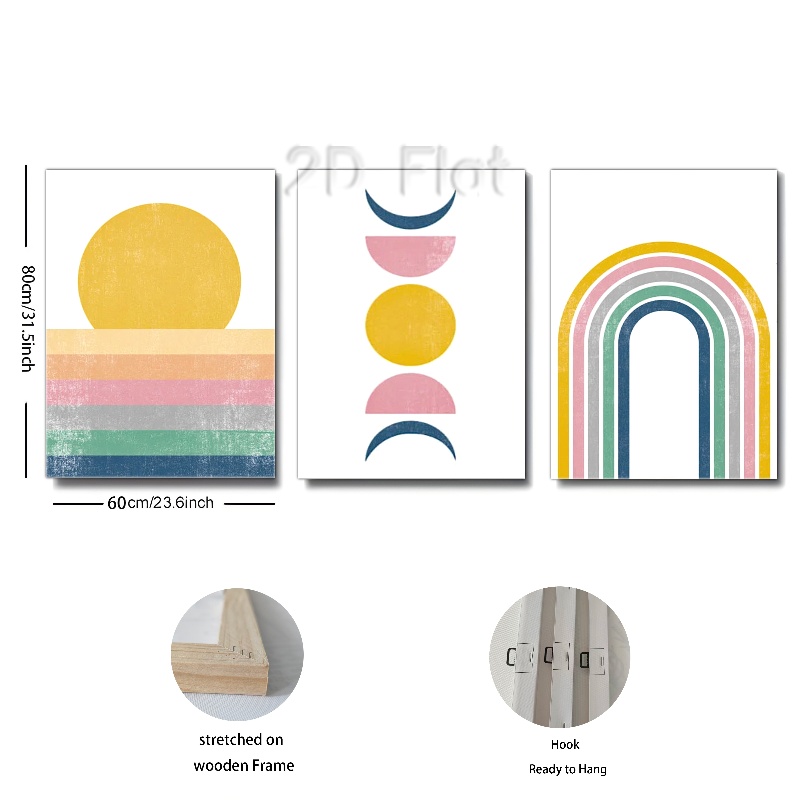 2D Flat
80cm/31.5inch
60cm/23.6inch
stretched on
wooden Frame
Hook
Ready to Hang